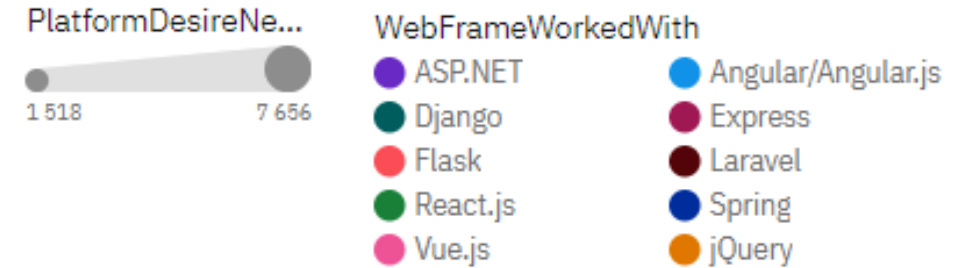 PlatformDesireNe...
1 518 7 656
WebFrameWorkedWith
ASP.NET Angular/Angular.js
Django Express
Flask Laravel
React.js Spring
Vue.js jQuery